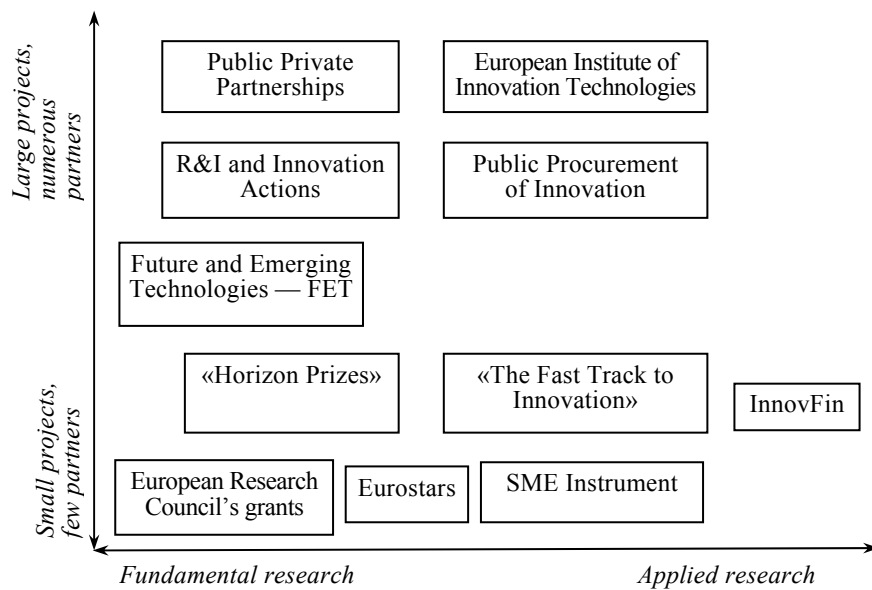 Large projects,
numerous
partners
Public Private
Partnerships
European Institute of
Innovation Technologies
R&I and Innovation
Actions
Public Procurement
of Innovation
Future and Emerging
Technologies — FET
Small projects,
few partners
«Horizon Prizes»
«The Fast Track to
Innovation»
InnovFin
European Research
Council’s grants
Eurostars
SME Instrument
Fundamental research
Applied research